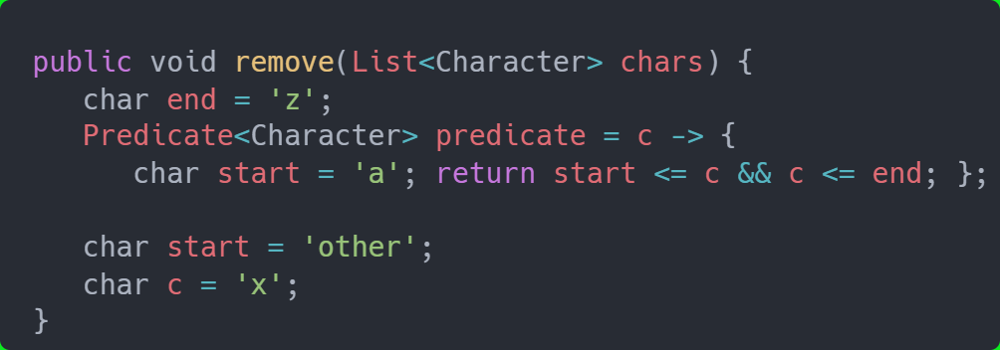 public void remove(List<Character> chars) {
   char end = 'z';
   Predicate<Character> predicate = c -> {
      char start = 'a'; return start <= c && c <= end; };

   char start = 'other';
   char c = 'x';
}